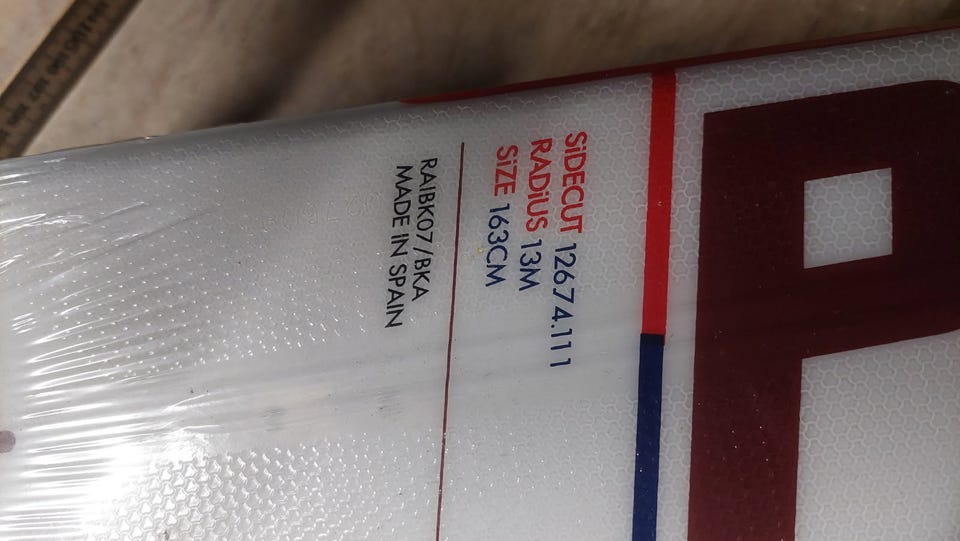 SiDECUT 126.74.111
RADiUS 13M
SiZE 163CM
RAIBK07/BKA
MADE IN SPAIN
P